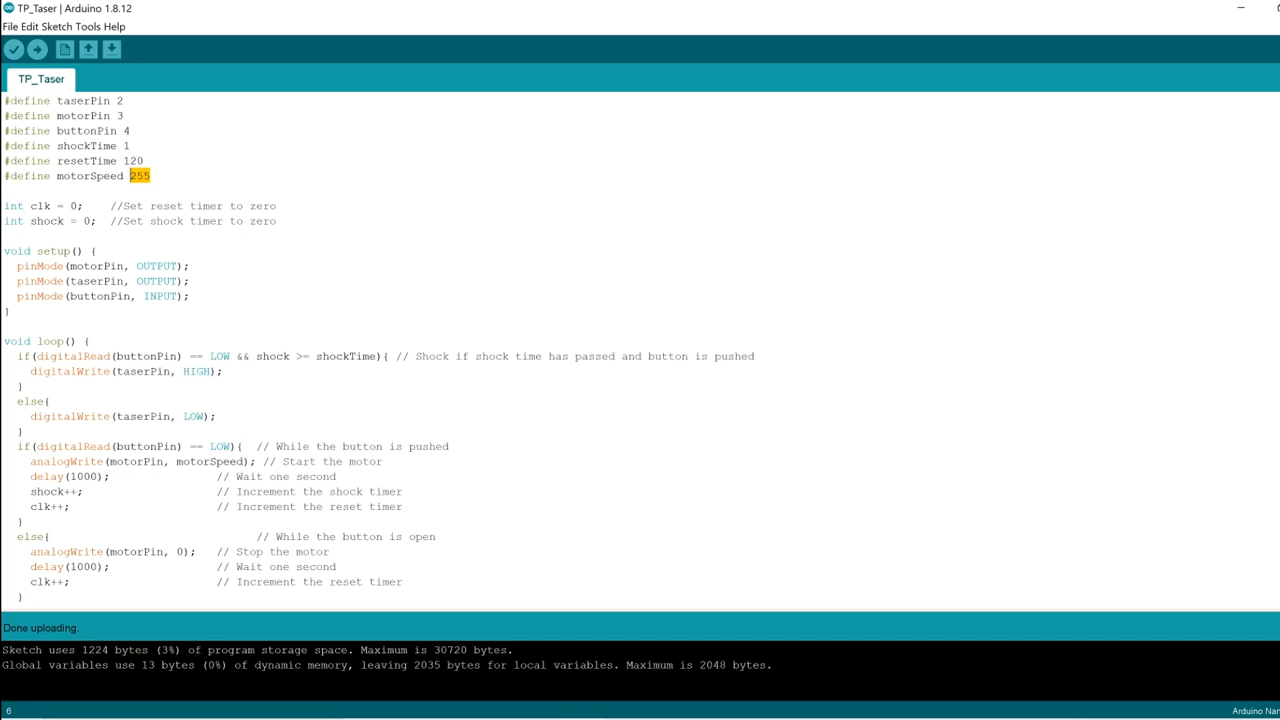 TP_Taser | Arduino 1.8.12
File Edit Sketch Tools Help
TP_Taser
#define taserPin 2
#define motorPin 3
#define buttonPin 4
#define shockTime 1
#define resetTime 120
#define motorSpeed 255
int clk = 0;    //Set reset timer to zero
int shock = 0;  //Set shock timer to zero
void setup() {
  pinMode(motorPin, OUTPUT);
  pinMode(taserPin, OUTPUT);
  pinMode(buttonPin, INPUT);
}
void loop() {
  if(digitalRead(buttonPin) == LOW && shock >= shockTime){ // Shock if shock time has passed and button is pushed
    digitalWrite(taserPin, HIGH);
  }
  else{
    digitalWrite(taserPin, LOW);
  }
  if(digitalRead(buttonPin) == LOW){  // While the button is pushed
    analogWrite(motorPin, motorSpeed); // Start the motor
    delay(1000);                // Wait one second
    shock++;                    // Increment the shock timer
    clk++;                      // Increment the reset timer
  }
  else{                               // While the button is open
    analogWrite(motorPin, 0);   // Stop the motor
    delay(1000);                // Wait one second
    clk++;                      // Increment the reset timer
  }
Done uploading.
Sketch uses 1224 bytes (3%) of program storage space. Maximum is 30720 bytes.
Global variables use 13 bytes (0%) of dynamic memory, leaving 2035 bytes for local variables. Maximum is 2048 bytes.
6
Arduino Nan